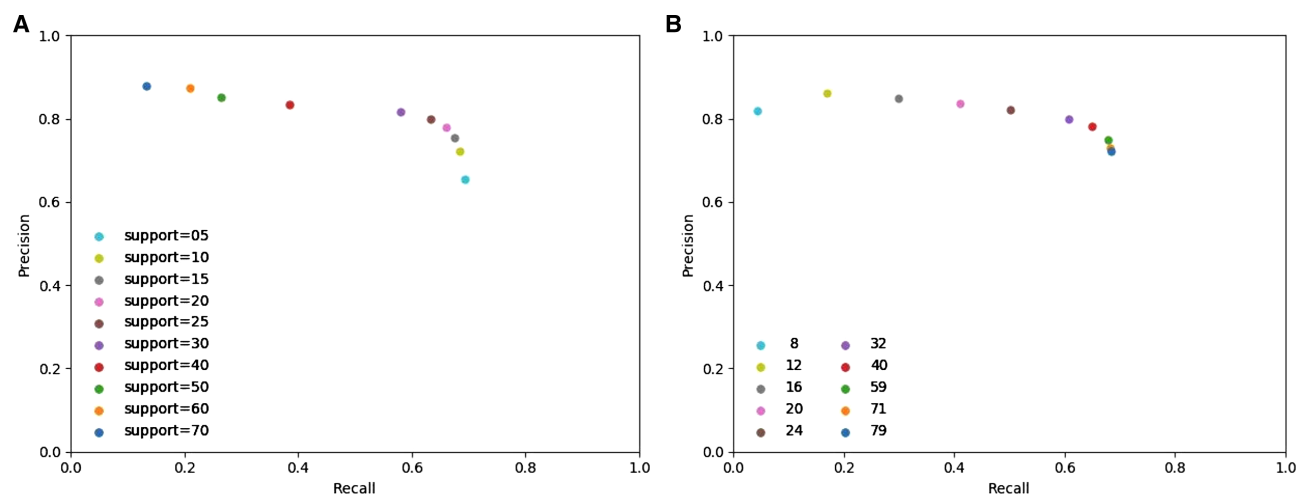 A
1.0
0.8
0.6
0.4
0.2
0.0
Precision
support=05
support=10
support=15
support=20
support=25
support=30
support=40
support=50
support=60
support=70
0.0 0.2 0.4 0.6 0.8 1.0
Recall
B
1.0
0.8
0.6
0.4
0.2
0.0
Precision
8 32
12 40
16 59
20 71
24 79
0.0 0.2 0.4 0.6 0.8 1.0
Recall